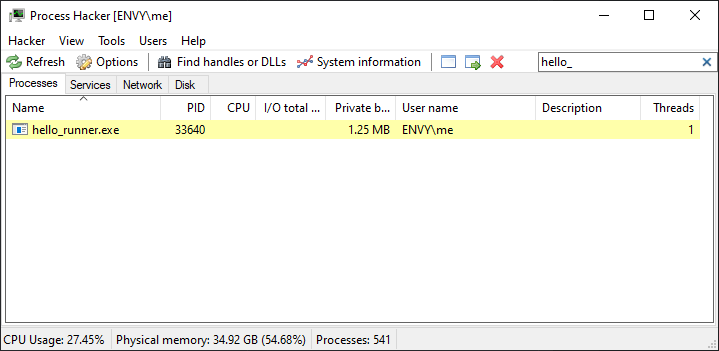 Process Hacker [ENVY\me]
Hacker View Tools Users Help
Refresh Options Find handles or DLLs System information hello_
Processes Services Network Disk
Name PID CPU I/O total ... Private b... User name Description Threads
hello_runner.exe 33640 1.25 MB ENVY\me 1
CPU Usage: 27.45% Physical memory: 34.92 GB (54.68%) Processes: 541